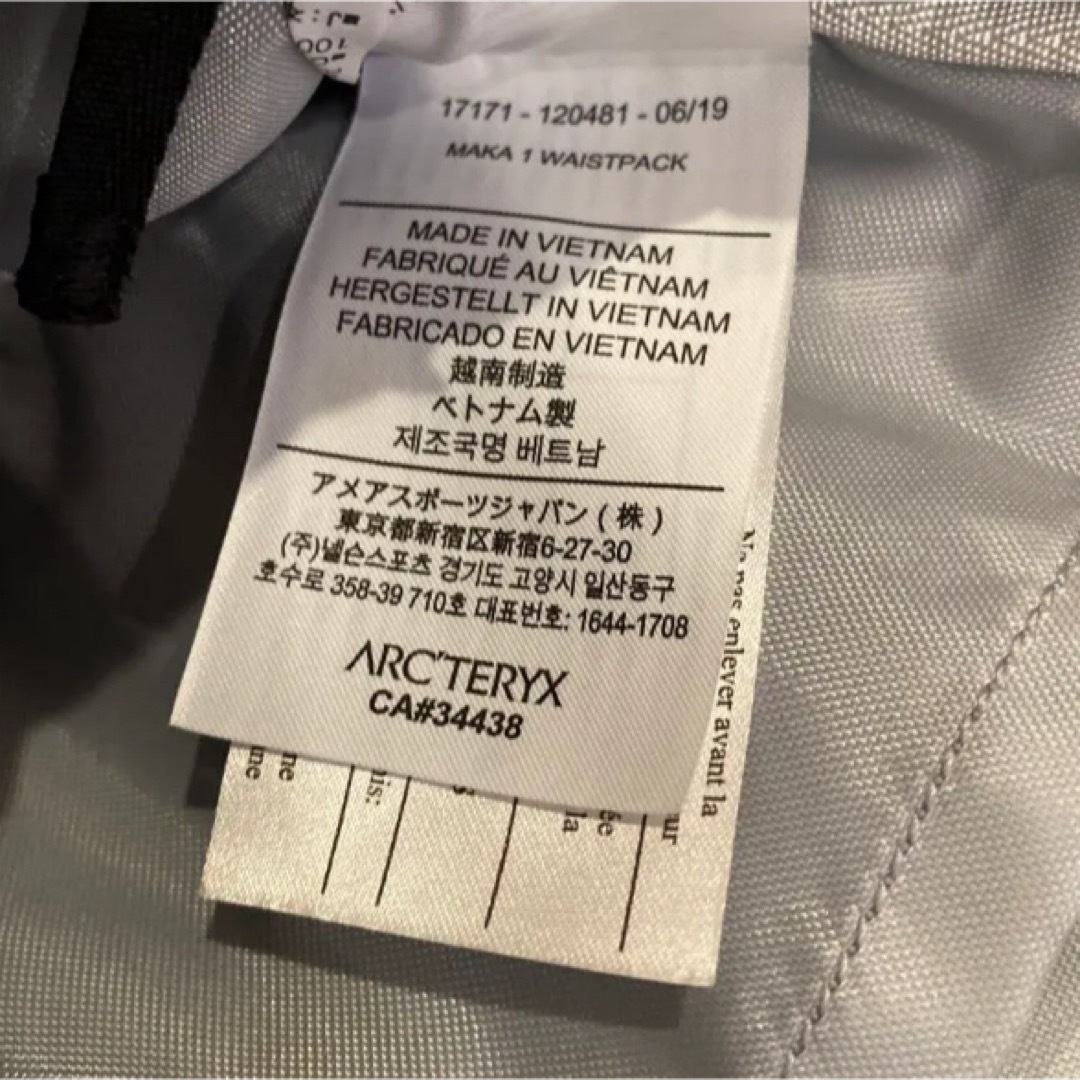 17171 - 120481 - 06/19
MAKA 1 WAISTPACK
MADE IN VIETNAM
FABRIQUÉ AU VIÊTNAM
HERGESTELLT IN VIETNAM
FABRICADO EN VIETNAM
越南制造
ベトナム製
제조국명 베트남
アメアスポーツジャパン(株)
東京都新宿区新宿6-27-30
(주)넬슨스포츠 경기도 고양시 일산동구
호수로 358-39 710호 대표번호: 1644-1708
ARC'TERYX
CA#34438
pas enlever avant la
la
100